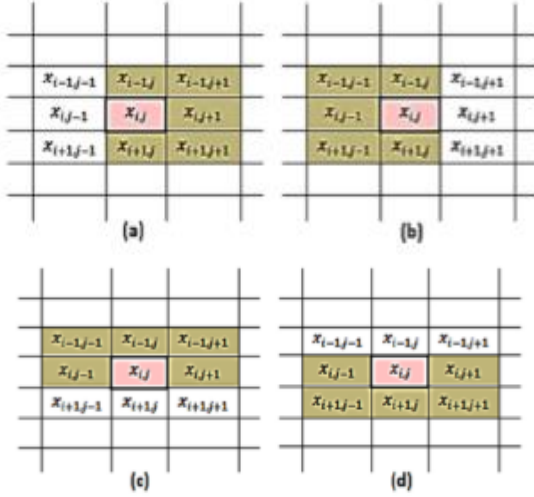 x_{i-1,j-1} x_{i-1,j} x_{i-1,j+1}
x_{i,j-1} x_{i,j} x_{i,j+1}
x_{i+1,j-1} x_{i+1,j} x_{i+1,j+1}
(a)
x_{i-1,j-1} x_{i-1,j} x_{i-1,j+1}
x_{i,j-1} x_{i,j} x_{i,j+1}
x_{i+1,j-1} x_{i+1,j} x_{i+1,j+1}
(b)
x_{i-1,j-1} x_{i-1,j} x_{i-1,j+1}
x_{i,j-1} x_{i,j} x_{i,j+1}
x_{i+1,j-1} x_{i+1,j} x_{i+1,j+1}
(c)
x_{i-1,j-1} x_{i-1,j} x_{i-1,j+1}
x_{i,j-1} x_{i,j} x_{i,j+1}
x_{i+1,j-1} x_{i+1,j} x_{i+1,j+1}
(d)